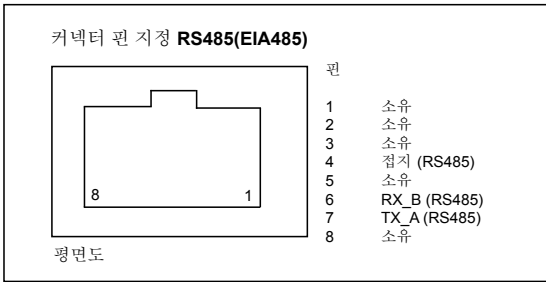 커넥터 핀 지정 RS485(EIA485)
핀
1 소유
2 소유
3 소유
4 접지 (RS485)
5 소유
6 RX_B (RS485)
7 TX_A (RS485)
8 소유
8 1
평면도